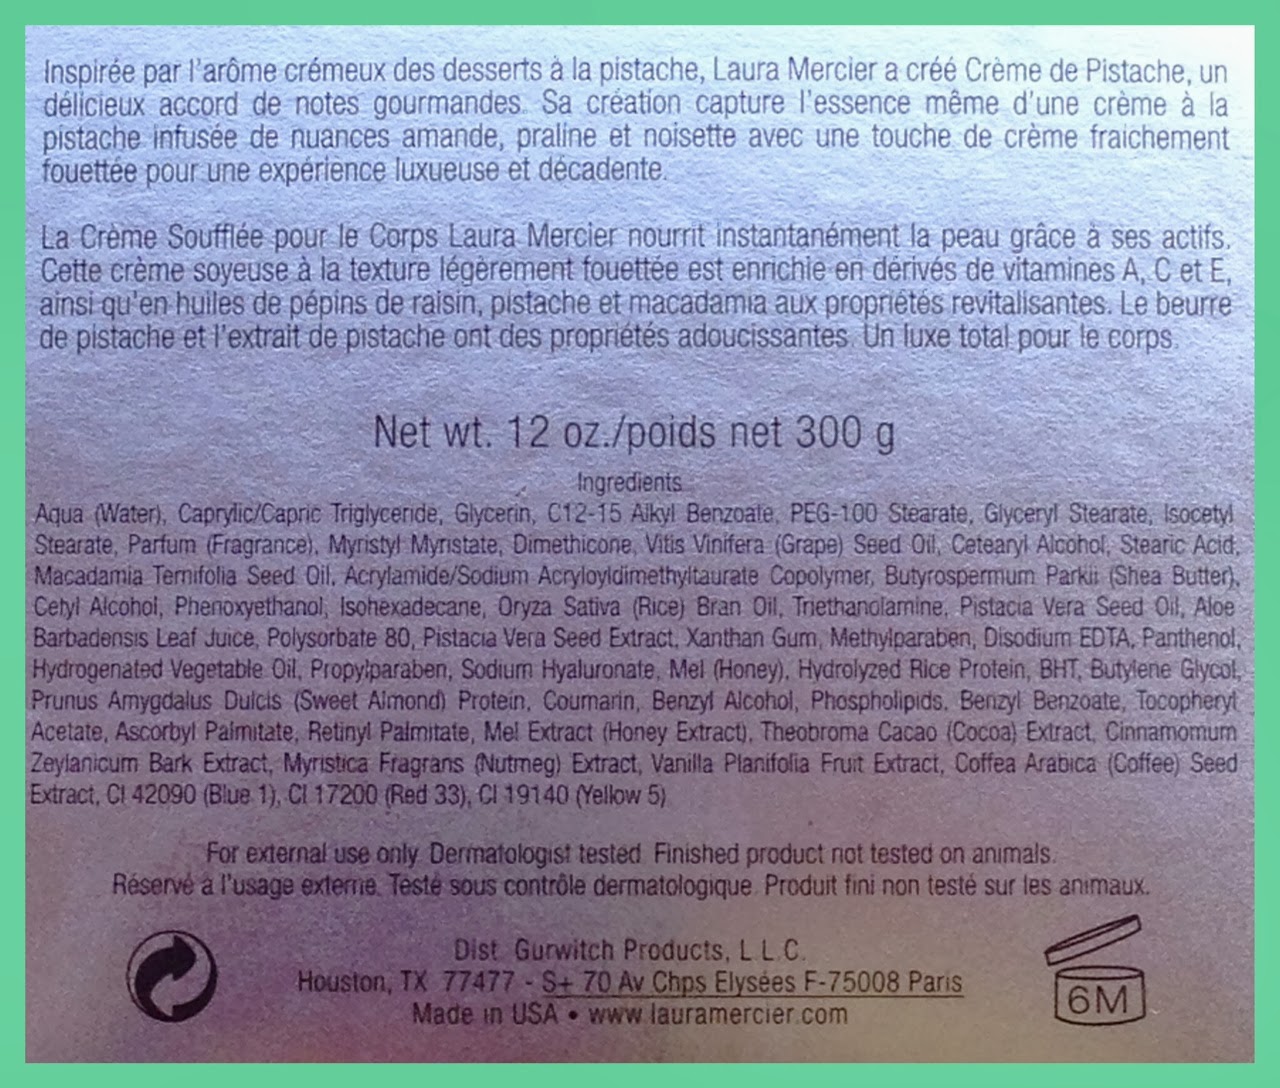 Inspirée par l'arôme crémeux des desserts à la pistache, Laura Mercier a créé Crème de Pistache, un
délicieux accord de notes gourmandes. Sa création capture l'essence même d'une crème à la
pistache infusée de nuances amande, praline et noisette avec une touche de crème fraichement
fouettée pour une expérience luxueuse et décadente.
La Crème Soufflée pour le Corps Laura Mercier nourrit instantanément la peau grâce à ses actifs.
Cette crème soyeuse à la texture légèrement fouettée est enrichie en dérivés de vitamines A, C et E,
ainsi qu'en huiles de pépins de raisin, pistache et macadamia aux propriétés revitalisantes. Le beurre
de pistache et l'extrait de pistache ont des propriétés adoucissantes. Un luxe total pour le corps.
Net wt. 12 oz./poids net 300 g
Ingredients
Aqua (Water), Caprylic/Capric Triglyceride, Glycerin, C12-15 Alkyl Benzoate, PEG-100 Stearate, Glyceryl Stearate, Isocetyl
Stearate, Parfum (Fragrance), Myristyl Myristate, Dimethicone, Vitis Vinifera (Grape) Seed Oil, Cetearyl Alcohol, Stearic Acid,
Macadamia Ternifolia Seed Oil, Acrylamide/Sodium Acryloyldimethyltaurate Copolymer, Butyrospermum Parkii (Shea Butter),
Cetyl Alcohol, Phenoxyethanol, Isohexadecane, Oryza Sativa (Rice) Bran Oil, Triethanolamine, Pistacia Vera Seed Oil, Aloe
Barbadensis Leaf Juice, Polysorbate 80, Pistacia Vera Seed Extract, Xanthan Gum, Methylparaben, Disodium EDTA, Panthenol,
Hydrogenated Vegetable Oil, Propylparaben, Sodium Hyaluronate, Mel (Honey), Hydrolyzed Rice Protein, BHT, Butylene Glycol,
Prunus Amygdalus Dulcis (Sweet Almond) Protein, Coumarin, Benzyl Alcohol, Phospholipids, Benzyl Benzoate, Tocopheryl
Acetate, Ascorbyl Palmitate, Retinyl Palmitate, Mel Extract (Honey Extract), Theobroma Cacao (Cocoa) Extract, Cinnamomum
Zeylanicum Bark Extract, Myristica Fragrans (Nutmeg) Extract, Vanilla Planifolia Fruit Extract, Coffea Arabica (Coffee) Seed
Extract, CI 42090 (Blue 1), CI 17200 (Red 33), CI 19140 (Yellow 5)
For external use only. Dermatologist tested. Finished product not tested on animals.
Réservé à l'usage externe. Testé sous contrôle dermatologique. Produit fini non testé sur les animaux.
Dist. Gurwitch Products, L.L.C.
Houston, TX 77477 - S+ 70 Av Chps Elysées F-75008 Paris
Made in USA • www.lauramercier.com
6M